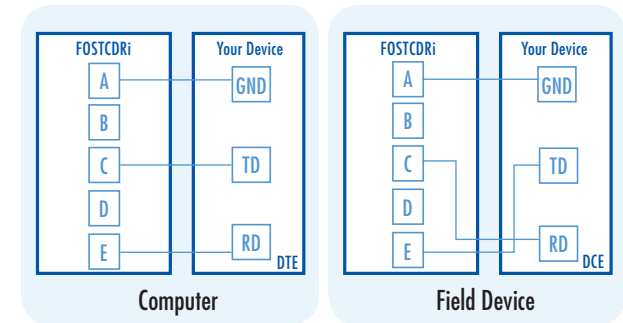 FOSTCDRi Your Device
A GND
B
C TD
D
E RD
DTE
Computer
FOSTCDRi Your Device
A GND
B
C TD
D
E RD
DCE
Field Device